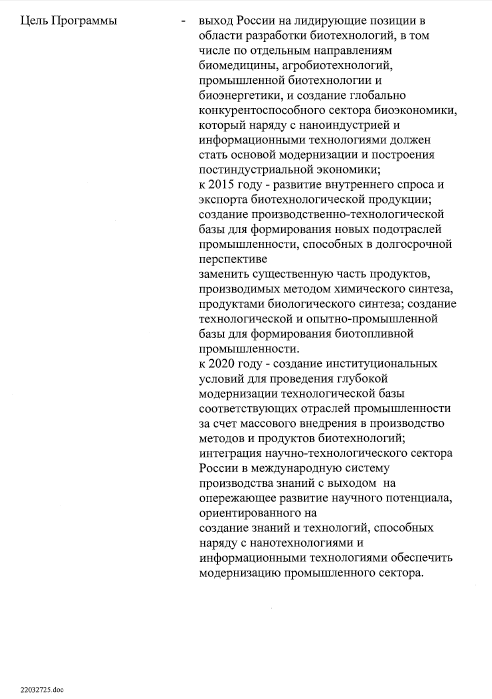 Цель Программы - выход России на лидирующие позиции в
области разработки биотехнологий, в том
числе по отдельным направлениям
биомедицины, агробиотехнологий,
промышленной биотехнологии и
биоэнергетики, и создание глобально
конкурентоспособного сектора биоэкономики,
который наряду с наноиндустрией и
информационными технологиями должен
стать основой модернизации и построения
постиндустриальной экономики;
к 2015 году - развитие внутреннего спроса и
экспорта биотехнологической продукции;
создание производственно-технологической
базы для формирования новых подотраслей
промышленности, способных в долгосрочной
перспективе
заменить существенную часть продуктов,
производимых методом химического синтеза,
продуктами биологического синтеза; создание
технологической и опытно-промышленной
базы для формирования биотопливной
промышленности.
к 2020 году - создание институциональных
условий для проведения глубокой
модернизации технологической базы
соответствующих отраслей промышленности
за счет массового внедрения в производство
методов и продуктов биотехнологий;
интеграция научно-технологического сектора
России в международную систему
производства знаний с выходом на
опережающее развитие научного потенциала,
ориентированного на
создание знаний и технологий, способных
наряду с нанотехнологиями и
информационными технологиями обеспечить
модернизацию промышленного сектора.
22032725.doc